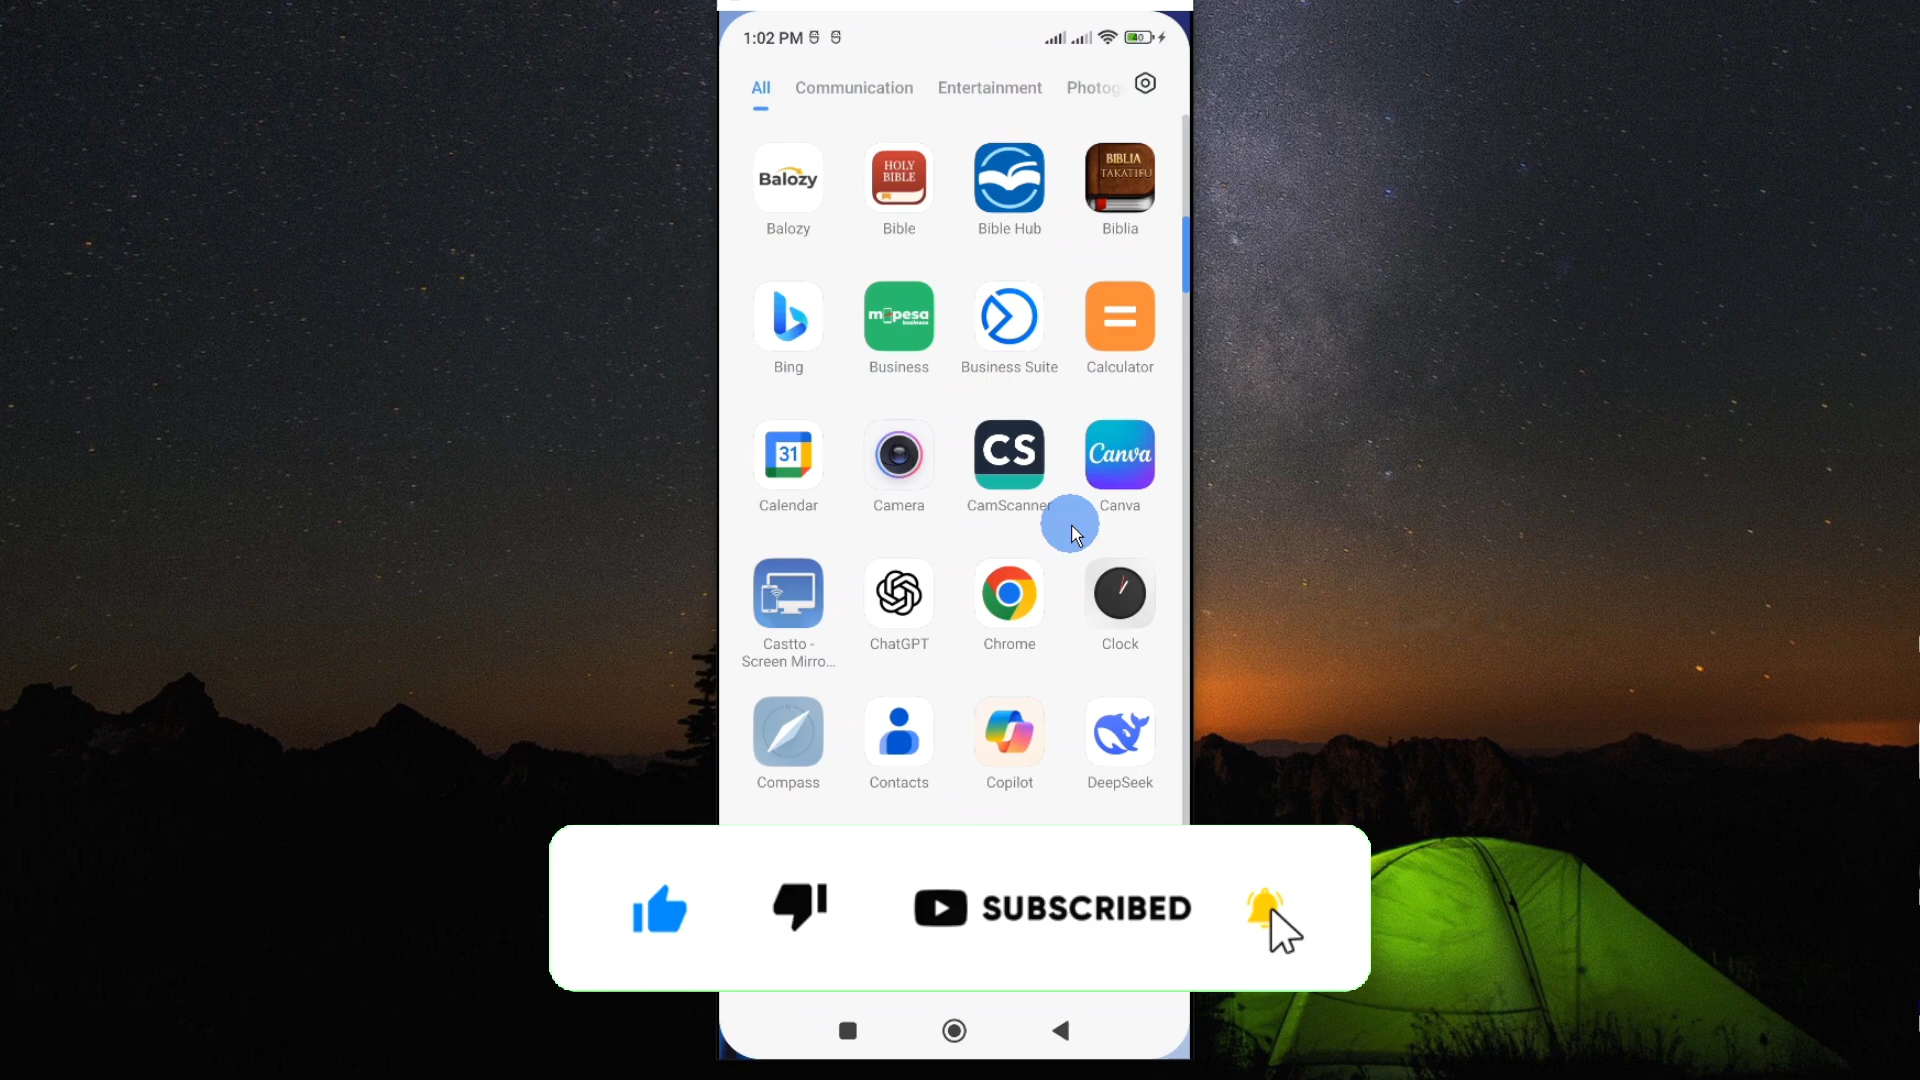 1:02 PM
40
All Communication Entertainment Photog
Balozy
HOLY
BIBLE
BIBLIA
TAKATIFU
Balozy Bible Bible Hub Biblia
m-pesa
business
Bing Business Business Suite Calculator
31
CS
Canva
Calendar Camera CamScanner Canva
Castto -
Screen Mirro...
ChatGPT Chrome Clock
Compass Contacts Copilot DeepSeek
SUBSCRIBED